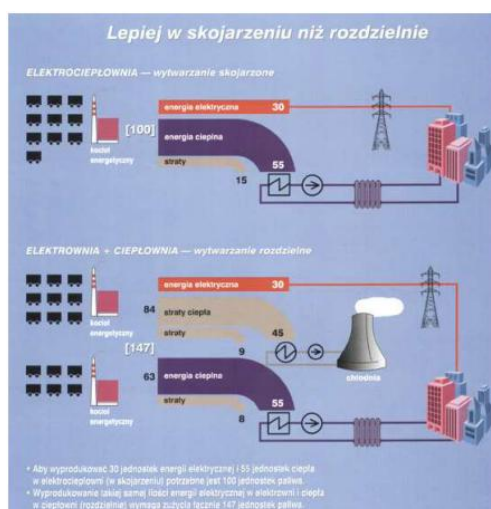 Lepiej w skojarzeniu niż rozdzielnie
ELEKTROCIEPŁOWNIA — wytwarzanie skojarzone
energia elektryczna 30
[100]
energia cieplna
kocioł
energetyczny
straty
55
15
ELEKTROWNIA + CIEPŁOWNIA — wytwarzanie rozdzielne
energia elektryczna 30
84
straty ciepła
kocioł
energetyczny
straty
45
[147]
9
63
energia cieplna
chłodnia
kocioł
energetyczny
straty
55
8
• Aby wyprodukować 30 jednostek energii elektrycznej i 55 jednostek ciepła
w elektrociepłowni (w skojarzeniu) potrzebne jest 100 jednostek paliwa.
• Wyprodukowanie takiej samej ilości energii elektrycznej w elektrowni i ciepła
w ciepłowni (rozdzielnie) wymaga zużycia łącznie 147 jednostek paliwa.